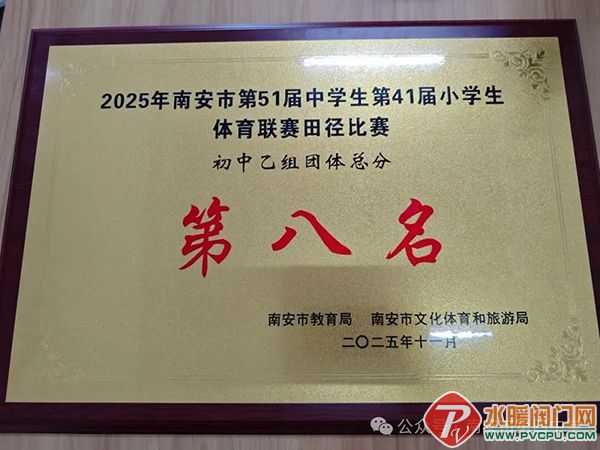 2025年南安市第51届中学生第41届小学生
体育联赛田径比赛
初中乙组团体总分
第八名
南安市教育局 南安市文化体育和旅游局
二〇二五年十一月
公众号
水暖阀门网
WWW.PVCPU.COM